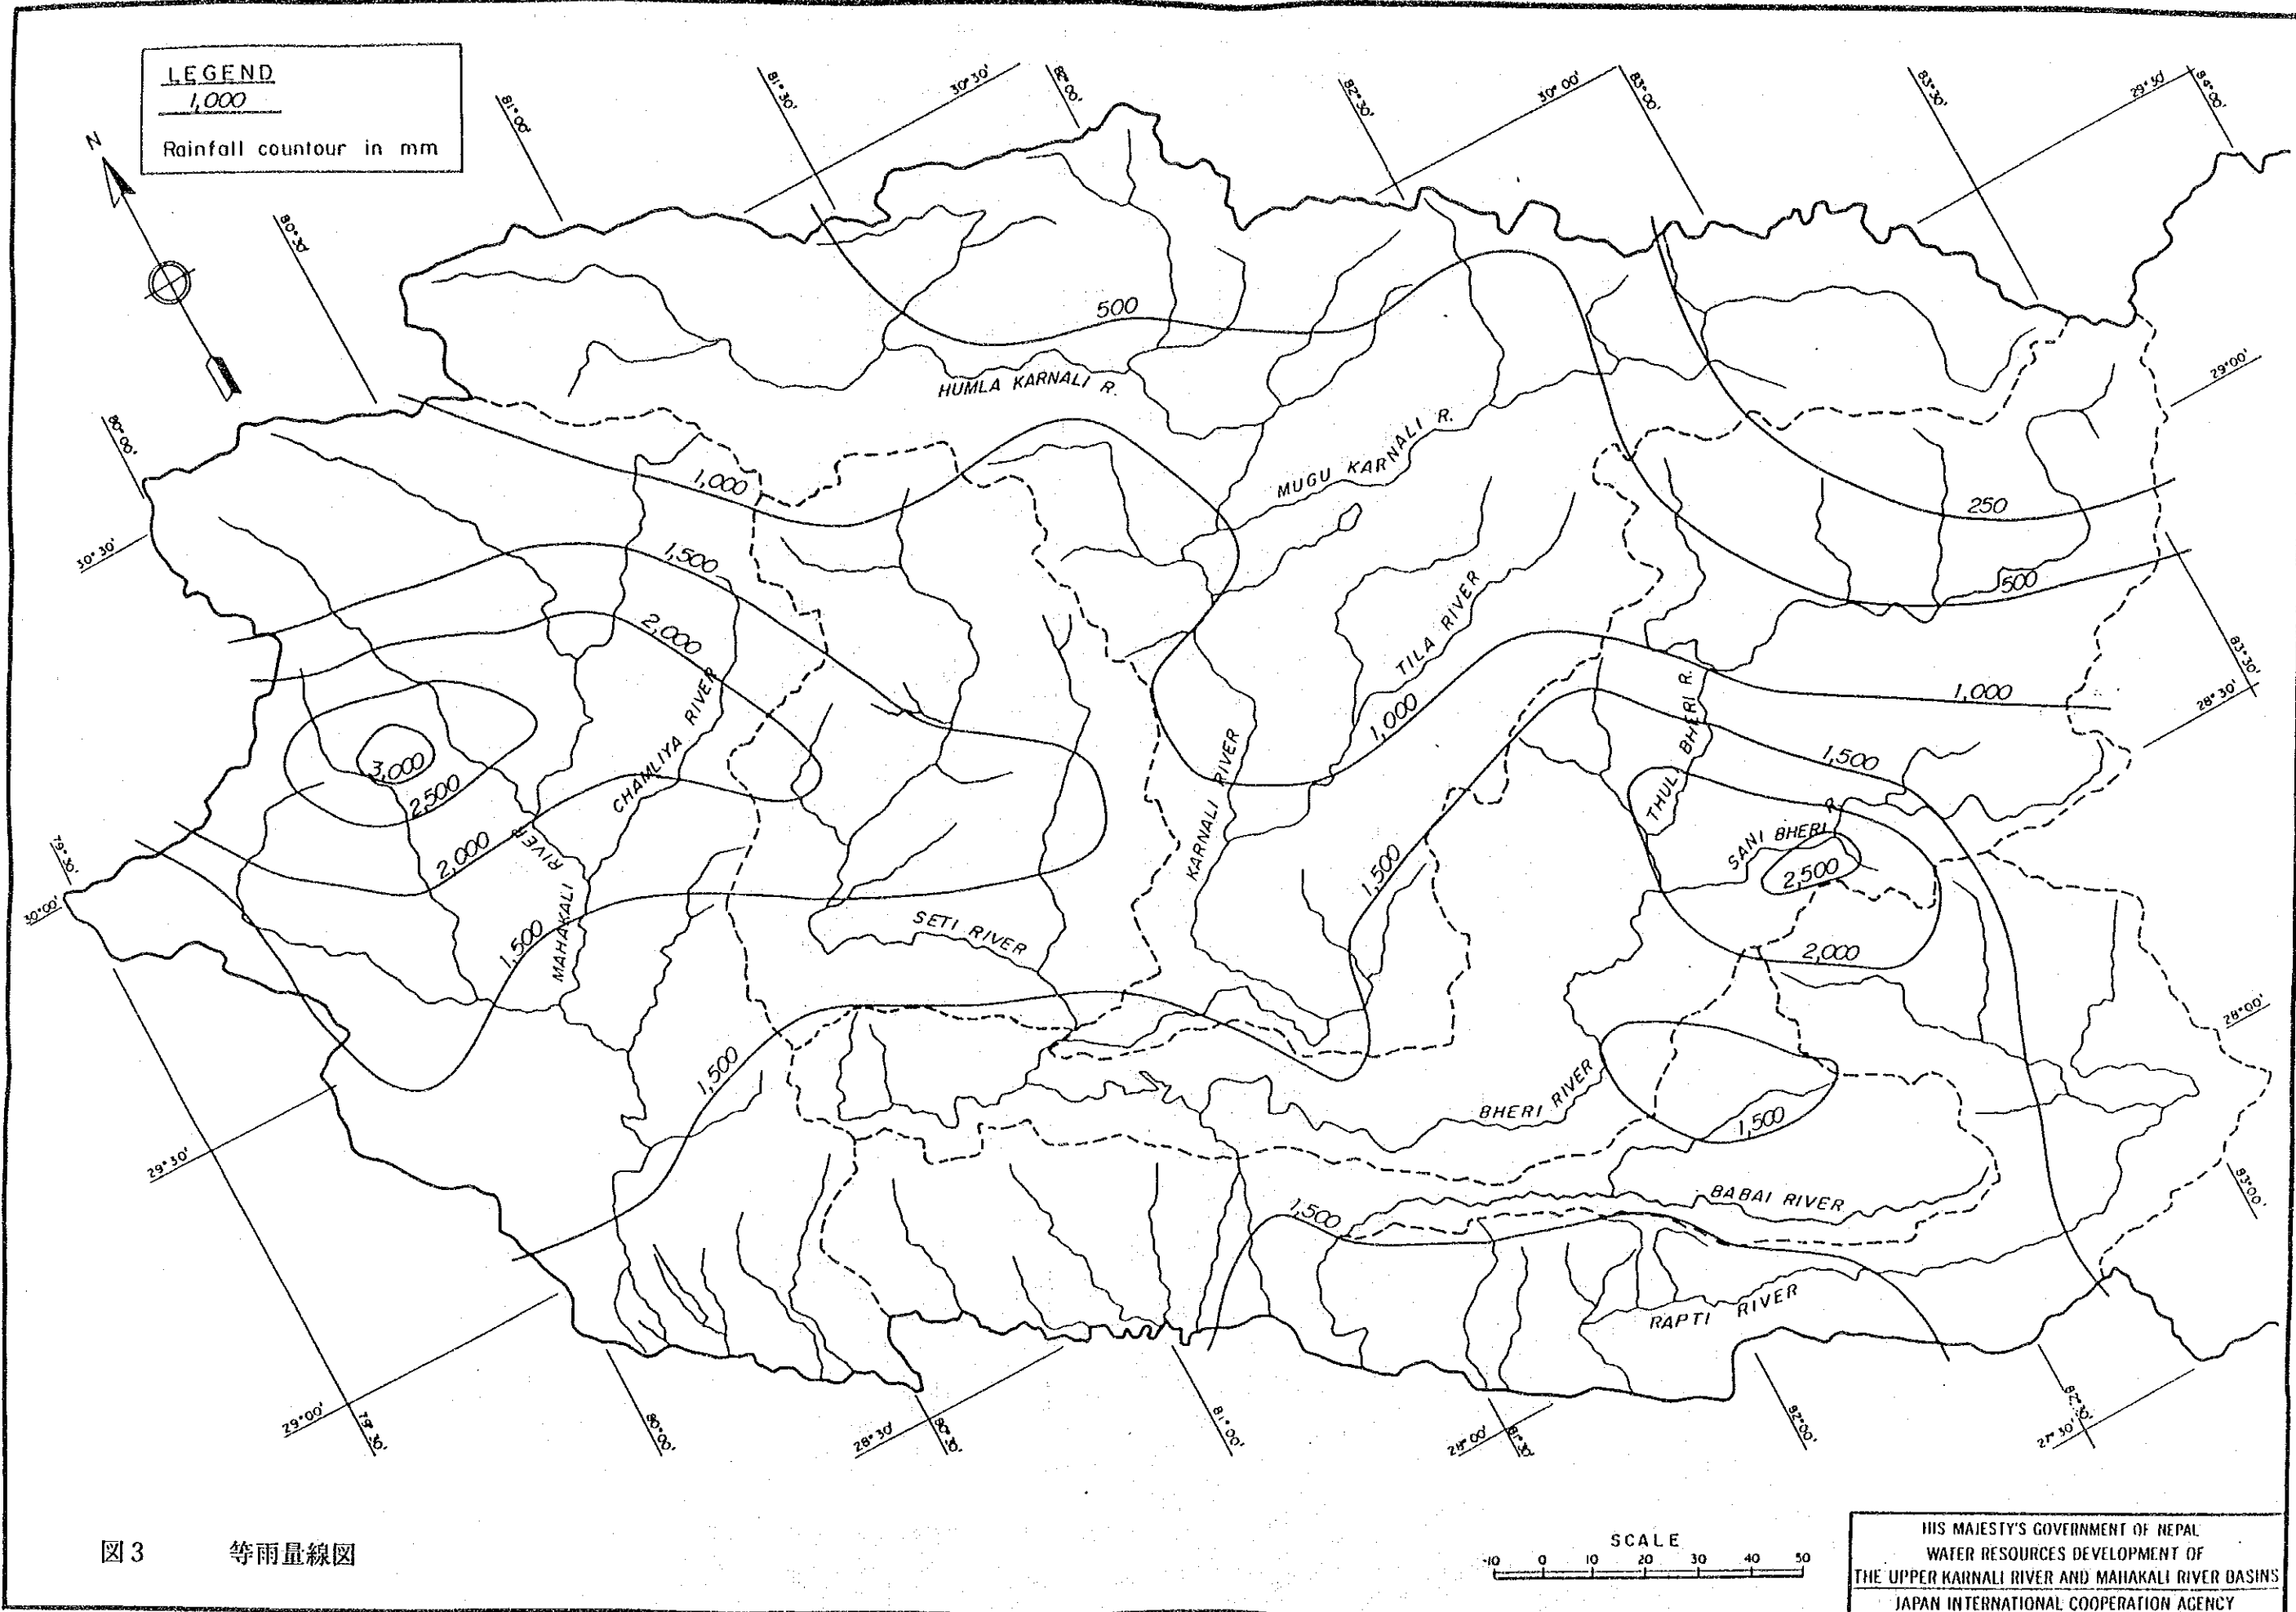 LEGEND
1,000
Rainfall countour in mm
N
81°00'
81°30'
30°30'
82°00'
82°30'
30°00'
83°00'
83°30'
29°30'
84°00'
80°30'
80°00'
30°30'
79°30'
30°00'
29°00'
83°30'
28°30'
28°00'
83°00'
500
HUMLA KARNALI R.
1,000
MUGU KARNALI R.
250
500
1,500
2,000
TILA RIVER
1,000
1,000
THULI BHERI R.
1,500
3,000
2,500
CHAMLIYA RIVER
KARNALI RIVER
2,000
MAHAKALI RIVER
SANI BHERI R.
2,500
1,500
1,500
SETI RIVER
2,000
1,500
BHERI RIVER
1,500
1,500
BABAI RIVER
RAPTI RIVER
29°30'
29°00'
79°30'
80°00'
28°30'
80°30'
81°00'
28°00'
81°30'
82°00'
82°30'
27°30'
図3 等雨量線図
SCALE
-10 0 10 20 30 40 50
HIS MAJESTY'S GOVERNMENT OF NEPAL
WATER RESOURCES DEVELOPMENT OF
THE UPPER KARNALI RIVER AND MAHAKALI RIVER BASINS
JAPAN INTERNATIONAL COOPERATION AGENCY